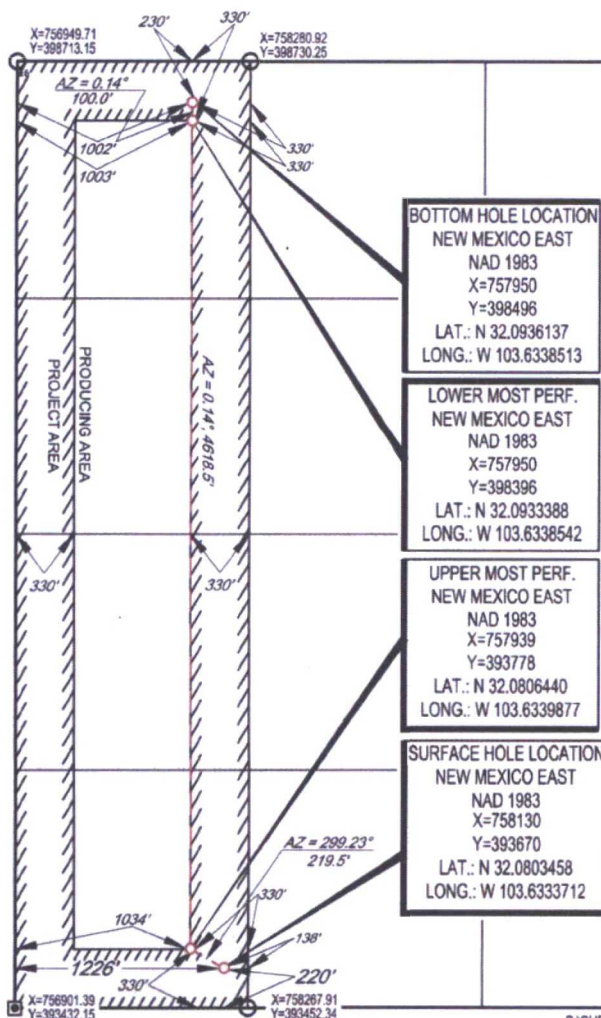 X=756949.71
Y=398713.15
230'
330'
X=758280.92
Y=398730.25
AZ = 0.14°
100.0'
1002'
1003'
330'
330'
BOTTOM HOLE LOCATION
NEW MEXICO EAST
NAD 1983
X=757950
Y=398496
LAT.: N 32.0936137
LONG.: W 103.6338513
PROJECT AREA
PRODUCING AREA
AZ = 0.14°, 4618.5'
LOWER MOST PERF.
NEW MEXICO EAST
NAD 1983
X=757950
Y=398396
LAT.: N 32.0933388
LONG.: W 103.6338542
330'
330'
UPPER MOST PERF.
NEW MEXICO EAST
NAD 1983
X=757939
Y=393778
LAT.: N 32.0806440
LONG.: W 103.6339877
SURFACE HOLE LOCATION
NEW MEXICO EAST
NAD 1983
X=758130
Y=393670
LAT.: N 32.0803458
LONG.: W 103.6333712
AZ = 299.23°
219.5'
330'
1034'
138'
1226'
330'
220'
X=756901.39
Y=393432.15
X=758267.91
Y=393452.34